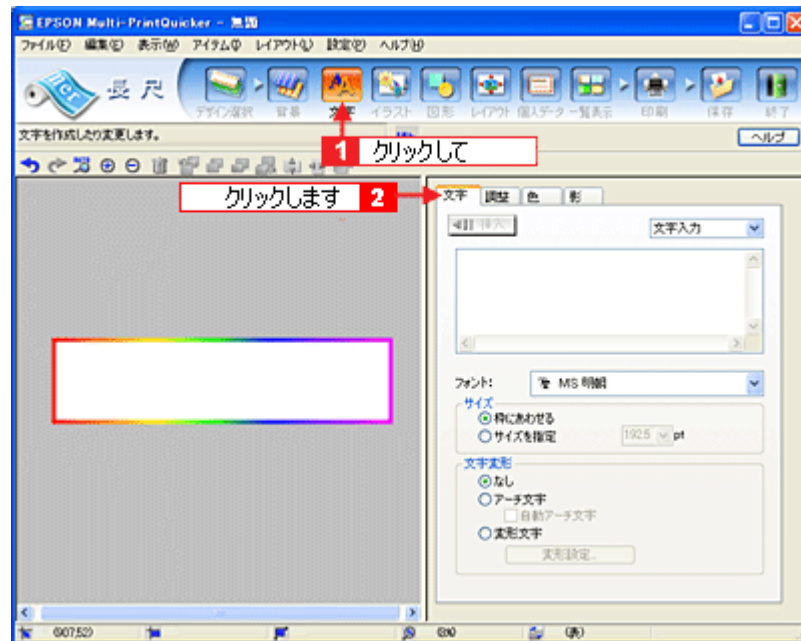 EPSON Multi-PrintQuicker - 無題
ファイル(F) 編集(E) 表示(W) アイテム(I) レイアウト(L) 設定(P) ヘルプ(H)
長尺
デザイン選択 背景 文字 イラスト 図形 レイアウト 個人データ 一覧表示 印刷 保存 終了
文字を作成したり変更します。
ヘルプ
1 クリックして
クリックします 2
文字 調整 色 影
挿入
文字入力
フォント: MS 明朝
サイズ
枠にあわせる
サイズを指定 192.5 pt
文字変形
なし
アーチ文字
自動アーチ文字
変形文字
変形設定...
(907,52) (表)